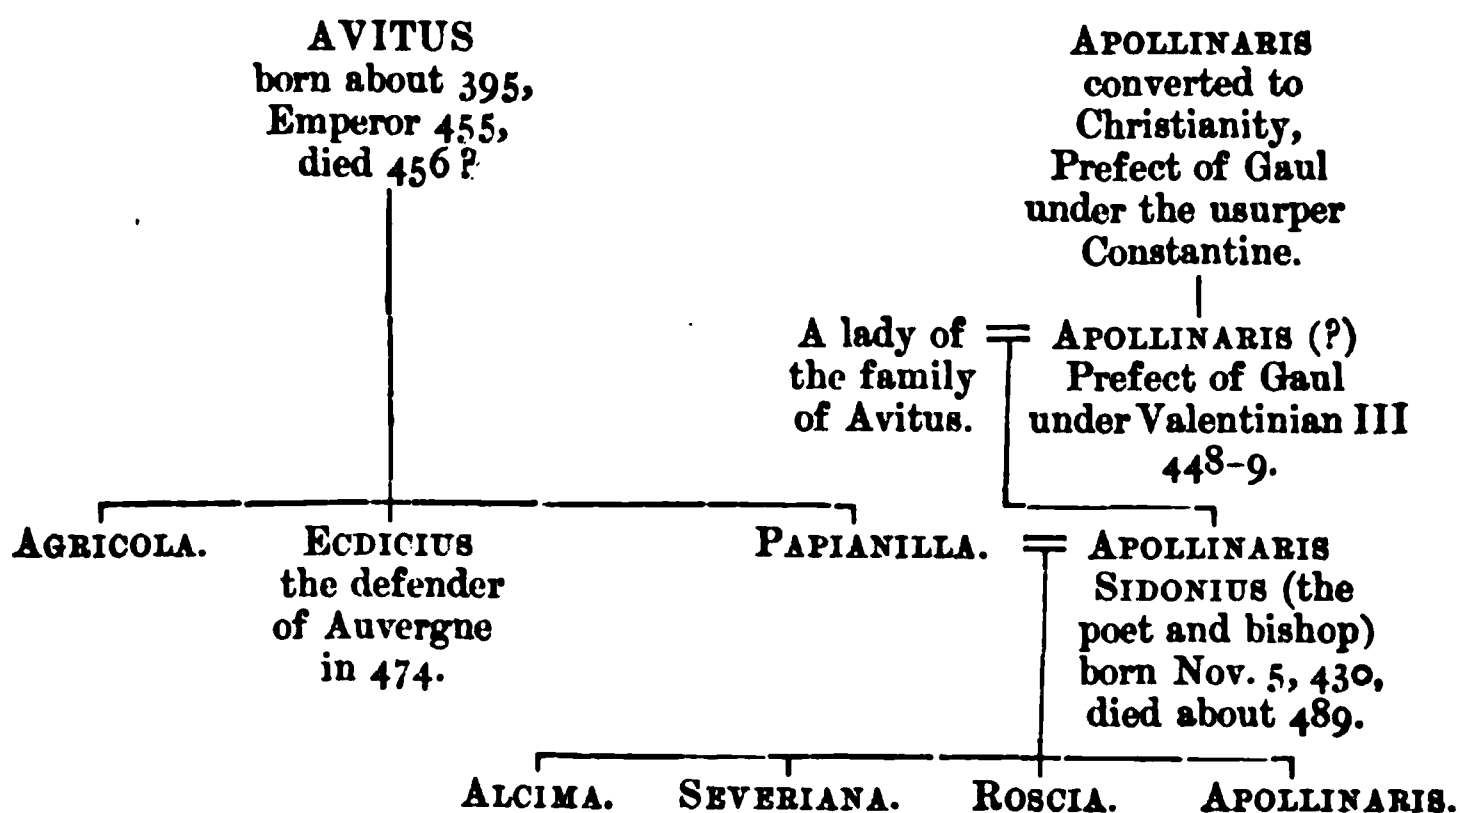 AVITUS
born about 395,
Emperor 455,
died 456?
APOLLINARIS
converted to
Christianity,
Prefect of Gaul
under the usurper
Constantine.
A lady of
the family
of Avitus.
APOLLINARIS (?)
Prefect of Gaul
under Valentinian III
448-9.
AGRICOLA.
ECDICIUS
the defender
of Auvergne
in 474.
PAPIANILLA.
APOLLINARIS
SIDONIUS (the
poet and bishop)
born Nov. 5, 430,
died about 489.
ALCIMA.
SEVERIANA.
ROSCIA.
APOLLINARIS.